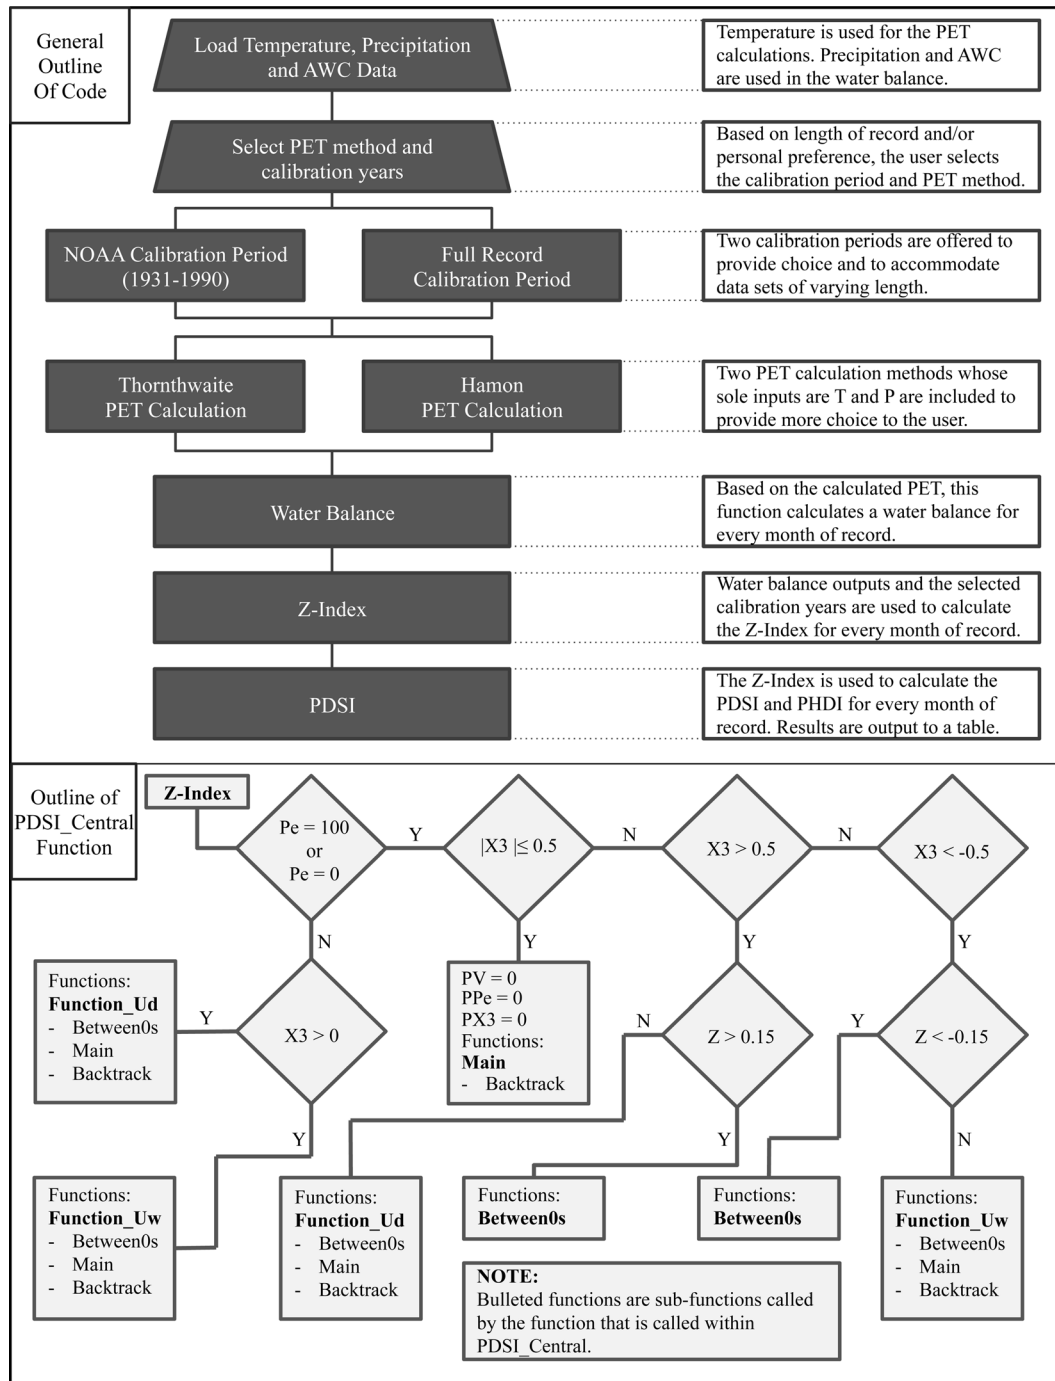 General
Outline
Of Code
Load Temperature, Precipitation
and AWC Data
Temperature is used for the PET
calculations. Precipitation and AWC
are used in the water balance.
Select PET method and
calibration years
Based on length of record and/or
personal preference, the user selects
the calibration period and PET method.
NOAA Calibration Period
(1931-1990)
Full Record
Calibration Period
Two calibration periods are offered to
provide choice and to accommodate
data sets of varying length.
Thornthwaite
PET Calculation
Hamon
PET Calculation
Two PET calculation methods whose
sole inputs are T and P are included to
provide more choice to the user.
Water Balance
Based on the calculated PET, this
function calculates a water balance for
every month of record.
Z-Index
Water balance outputs and the selected
calibration years are used to calculate
the Z-Index for every month of record.
PDSI
The Z-Index is used to calculate the
PDSI and PHDI for every month of
record. Results are output to a table.
Outline of
PDSI_Central
Function
Z-Index
Pe = 100
or
Pe = 0
Y
|X3 |≤ 0.5
N
X3 > 0.5
N
X3 < -0.5
N
Y
Y
Y
Functions:
Function_Ud
- Between0s
- Main
- Backtrack
Y
X3 > 0
PV = 0
PPe = 0
PX3 = 0
Functions:
Main
- Backtrack
N
Z > 0.15
Y
Z < -0.15
Y
Y
N
Functions:
Function_Uw
- Between0s
- Main
- Backtrack
Functions:
Function_Ud
- Between0s
- Main
- Backtrack
Functions:
Between0s
Functions:
Between0s
Functions:
Function_Uw
- Between0s
- Main
- Backtrack
NOTE:
Bulleted functions are sub-functions called
by the function that is called within
PDSI_Central.